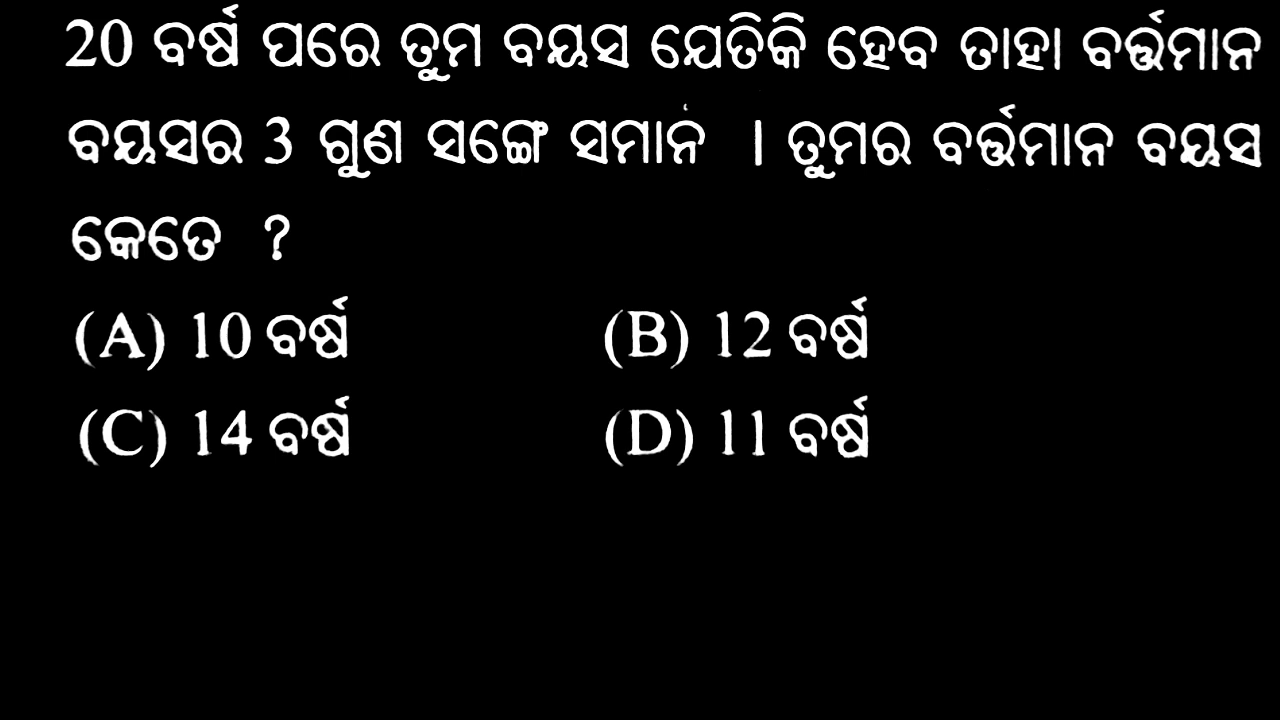 20 ବର୍ଷ ପରେ ତୁମ ବୟସ ଯେତିକି ହେବ ତାହା ବର୍ତ୍ତମାନ
ବୟସର 3 ଗୁଣ ସଙ୍ଗେ ସମାନ । ତୁମର ବର୍ତ୍ତମାନ ବୟସ
କେତେ ?
(A) 10 ବର୍ଷ (B) 12 ବର୍ଷ
(C) 14 ବର୍ଷ (D) 11 ବର୍ଷ